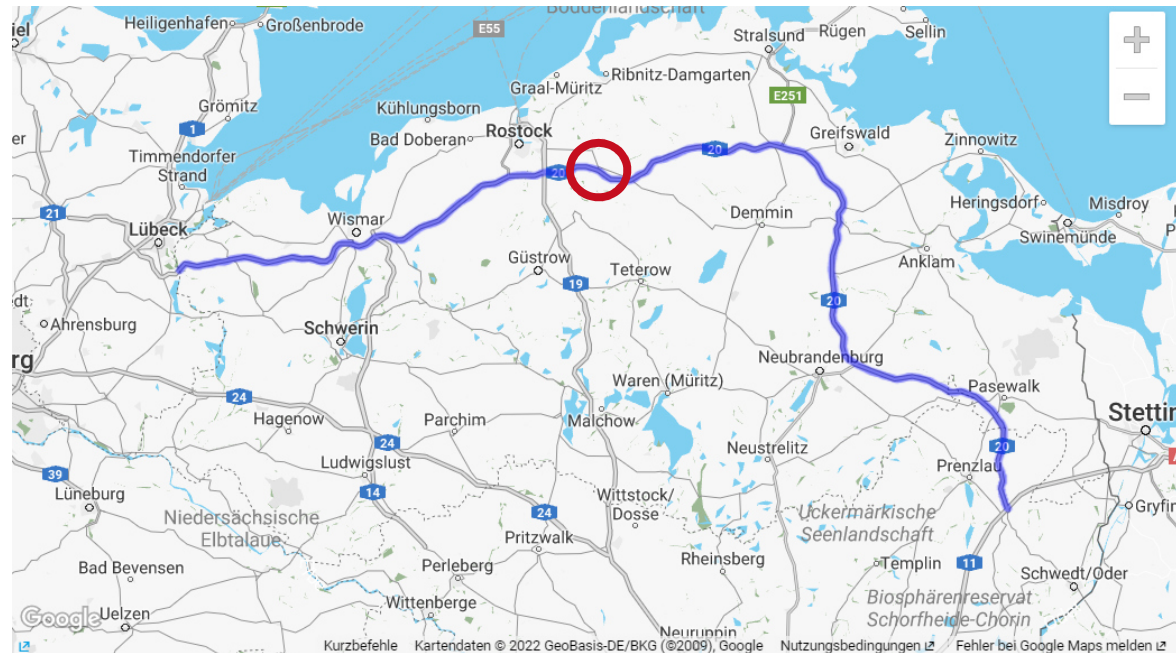 Boddenlandschaft
Heiligenhafen
Großenbrode
E55
Stralsund
Rügen
Sellin
Ribnitz-Damgarten
Graal-Müritz
E251
Grömitz
Kühlungsborn
1
Rostock
Bad Doberan
Greifswald
Zinnowitz
Timmendorfer
Strand
20
20
21
Wismar
Demmin
Heringsdorf
Misdroy
Lübeck
Swinemünde
Güstrow
Teterow
Anklam
19
20
Ahrensburg
Schwerin
Neubrandenburg
Pasewalk
Waren (Müritz)
24
Hagenow
Parchim
Malchow
Stettin
24
Neustrelitz
20
39
Ludwigslust
Prenzlau
14
Lüneburg
Wittstock/
Dosse
Gryfin
24
Niedersächsische
Elbtalaue
Uckermärkische
Seenlandschaft
Pritzwalk
Rheinsberg
Templin
11
Bad Bevensen
Perleberg
Schwedt/Oder
Wittenberge
Biosphärenreservat
Schorfheide-Chorin
Google
Uelzen
Neuruppin
Kurzbefehle
Kartendaten © 2022 GeoBasis-DE/BKG (©2009), Google
Nutzungsbedingungen
Fehler bei Google Maps melden